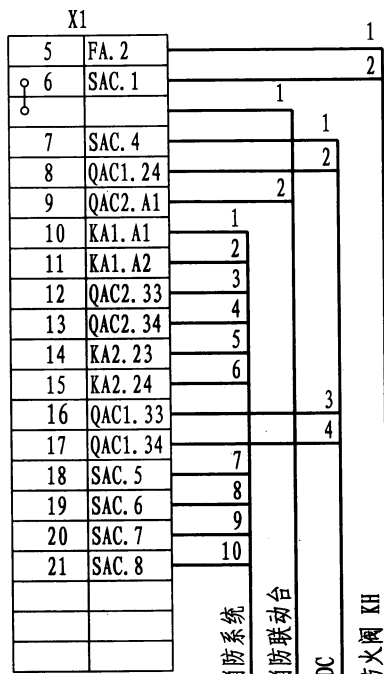 X1
5 FA.2 1
6 SAC.1 2
1
7 SAC.4 1
8 QAC1.24 2
9 QAC2.A1 2
10 KA1.A1 1
11 KA1.A2 2
12 QAC2.33 3
13 QAC2.34 4
14 KA2.23 5
15 KA2.24 6
16 QAC1.33 3
17 QAC1.34 4
18 SAC.5 7
19 SAC.6 8
20 SAC.7 9
21 SAC.8 10
防系统
防联动台
DC
火阀 KH